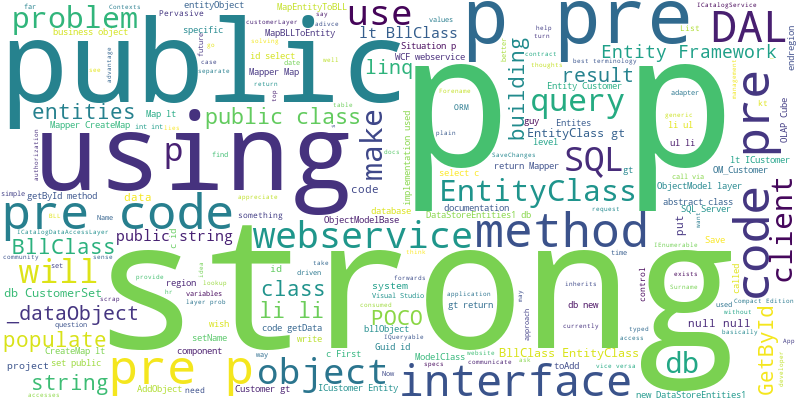 far Contexts entityObject MapEntityToBLL use p pre ICatalogService
problem Pervasive customerLayer say values List DAL endregion
business object specific MapBLLToEntity adivce lt BllClass Situation p
solving date WCF webservice best terminology Entity Framework
future id select linq building contract thoughts
public p p
entities Mapper Map result Entity Customer
Map lt public class query adapter
Mapper CreateMap int int ORM Entites guy EntityClass gt
using p make level SQL gt OLAP Cube
authorization find docs plain generic li ul ul li
simple getById method code implementation used SaveChanges return Mapper lt ICustomer
data EntityClass OM_Customer
appreciate select c call via ObjectModel layer
pre code database documentation abstract class code pre
Name something ObjectModelBase DataStoreEntities1 db SQL Server
ICatalogDataAccessLayer public string webservice method request put client
BllClass IEnumerable Save
community sense idea region id take system time called
will set provide lookup class driven forwards inherits exists Surname
db CustomerSet scrap hr variables li li Visual Studio gt return application db new control Compact Edition
_dataObject layer prob POCO IQueryable may currently typed access used without
question wish code getData bllObject approach null null basically
populate setName write Guid id ModelClass website BllClass EntityClass vice versa App
CreateMap lt component way c First specs communicate ask toAdd GetById
project set public pre p object Now interface db developer
string AddObject need Customer gt ICustomer Entity
accesses new DataStoreEntities1
strong